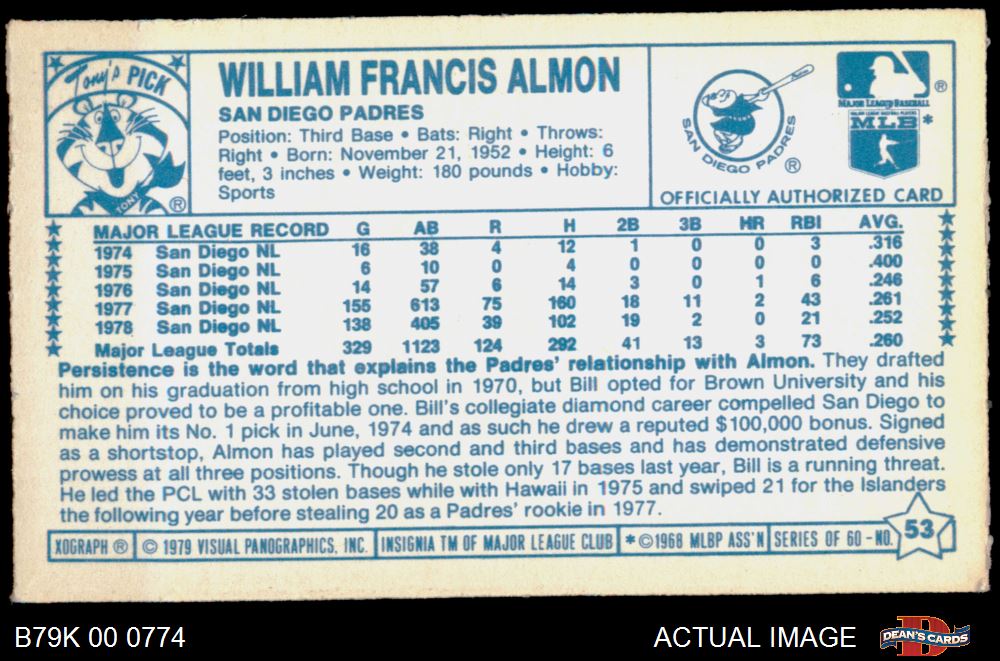 Tony's PICK
TONY ®
WILLIAM FRANCIS ALMON
SAN DIEGO PADRES
Position: Third Base • Bats: Right • Throws:
Right • Born: November 21, 1952 • Height: 6
feet, 3 inches • Weight: 180 pounds • Hobby:
Sports
SAN DIEGO PADRES ®
MAJOR LEAGUE BASEBALL ®
MAJOR LEAGUE BASEBALL PLAYERS
MLB *
OFFICIALLY AUTHORIZED CARD
MAJOR LEAGUE RECORD G AB R H 2B 3B HR RBI AVG.
1974 San Diego NL 16 38 4 12 1 0 0 3 .316
1975 San Diego NL 6 10 0 4 0 0 0 0 .400
1976 San Diego NL 14 57 6 14 3 0 1 6 .246
1977 San Diego NL 155 613 75 160 18 11 2 43 .261
1978 San Diego NL 138 405 39 102 19 2 0 21 .252
Major League Totals 329 1123 124 292 41 13 3 73 .260
Persistence is the word that explains the Padres' relationship with Almon. They drafted
him on his graduation from high school in 1970, but Bill opted for Brown University and his
choice proved to be a profitable one. Bill's collegiate diamond career compelled San Diego to
make him its No. 1 pick in June, 1974 and as such he drew a reputed $100,000 bonus. Signed
as a shortstop, Almon has played second and third bases and has demonstrated defensive
prowess at all three positions. Though he stole only 17 bases last year, Bill is a running threat.
He led the PCL with 33 stolen bases while with Hawaii in 1975 and swiped 21 for the Islanders
the following year before stealing 20 as a Padres' rookie in 1977.
XOGRAPH ® © 1979 VISUAL PANOGRAPHICS, INC. INSIGNIA TM OF MAJOR LEAGUE CLUB * ©1968 MLBP ASS'N SERIES OF 60 - NO. 53
B79K 00 0774 ACTUAL IMAGE DEAN'S CARDS